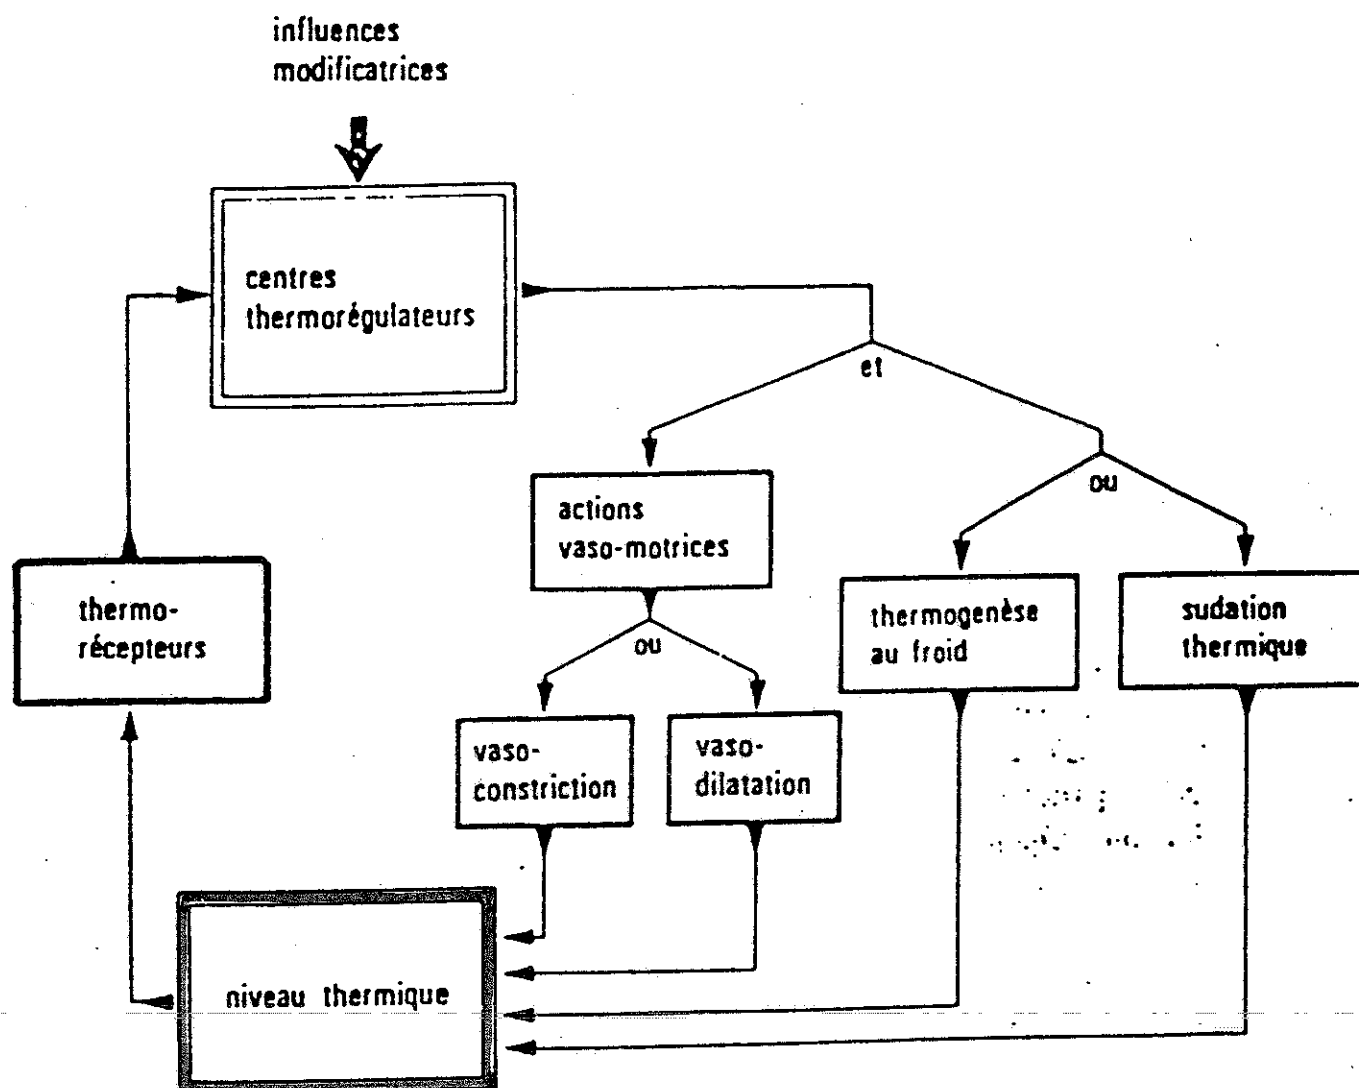 influences
modificatrices
centres
thermorégulateurs
et
ou
actions
vaso-motrices
thermo-
récepteurs
thermogenèse
au froid
sudation
thermique
ou
vaso-
constriction
vaso-
dilatation
niveau thermique